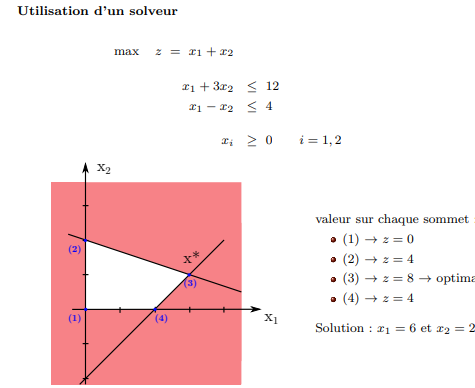 Utilisation d'un solveur
max z = x₁ + x₂
x₁ + 3x₂ ≤ 12
x₁ − x₂ ≤ 4
xᵢ ≥ 0 i = 1, 2
x₂
valeur sur chaque sommet
(1) → z = 0
(2) → z = 4
(3) → z = 8 → optima
(4) → z = 4
Solution : x₁ = 6 et x₂ = 2
(2)
x*
(3)
(1)
(4)
x₁